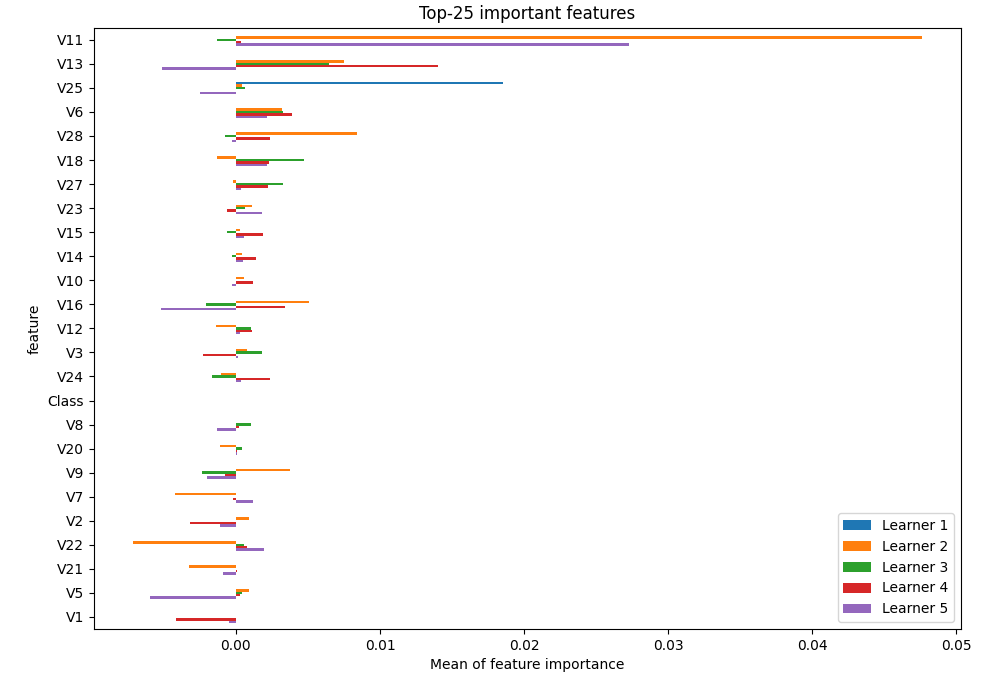 Top-25 important features
V11
V13
V25
V6
V28
V18
V27
V23
V15
V14
V10
V16
V12
V3
V24
Class
V8
V20
V9
V7
V2
V22
V21
V5
V1
feature
Learner 1
Learner 2
Learner 3
Learner 4
Learner 5
0.00 0.01 0.02 0.03 0.04 0.05
Mean of feature importance